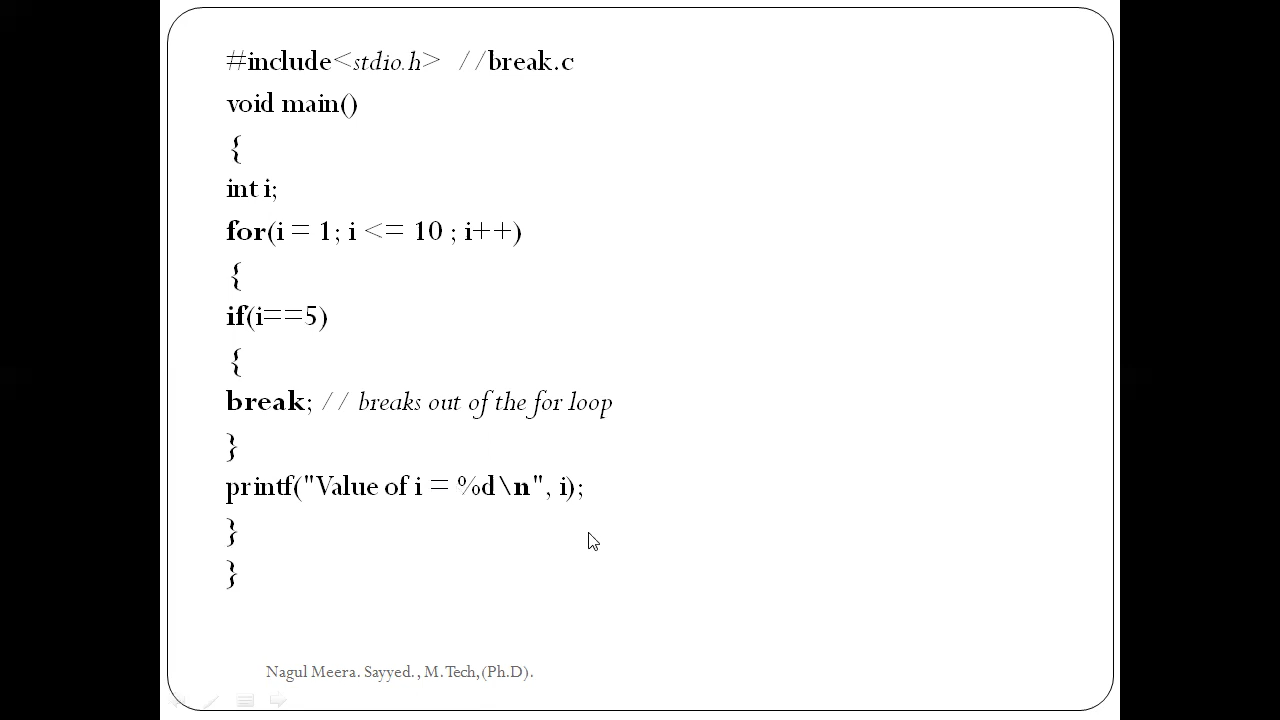 #include<stdio.h>  //break.c
void main()
{
int i;
for(i = 1; i <= 10 ; i++)
{
if(i==5)
{
break; // breaks out of the for loop
}
printf("Value of i = %d\n", i);
}
}
Nagul Meera. Sayyed., M.Tech,(Ph.D).